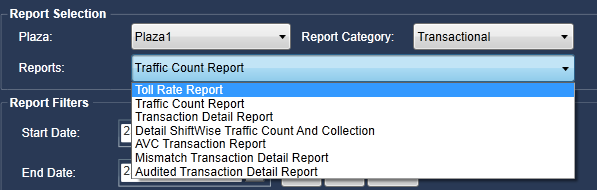 Report Selection
Plaza: Plaza1 Report Category: Transactional
Reports: Traffic Count Report
Toll Rate Report
Traffic Count Report
Transaction Detail Report
Detail ShiftWise Traffic Count And Collection
AVC Transaction Report
Mismatch Transaction Detail Report
Audited Transaction Detail Report
Report Filters
Start Date: 2
End Date: 2